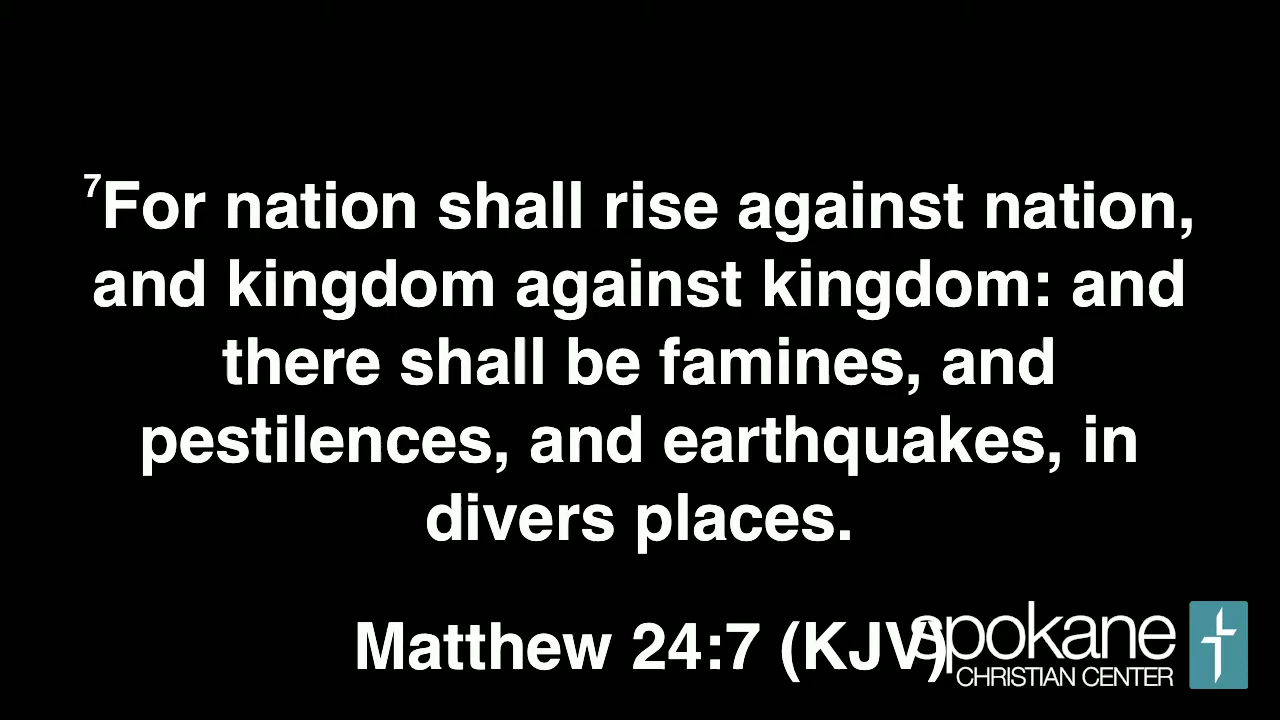 7For nation shall rise against nation,
and kingdom against kingdom: and
there shall be famines, and
pestilences, and earthquakes, in
divers places.
Matthew 24:7 (KJV)
spokane
CHRISTIAN CENTER